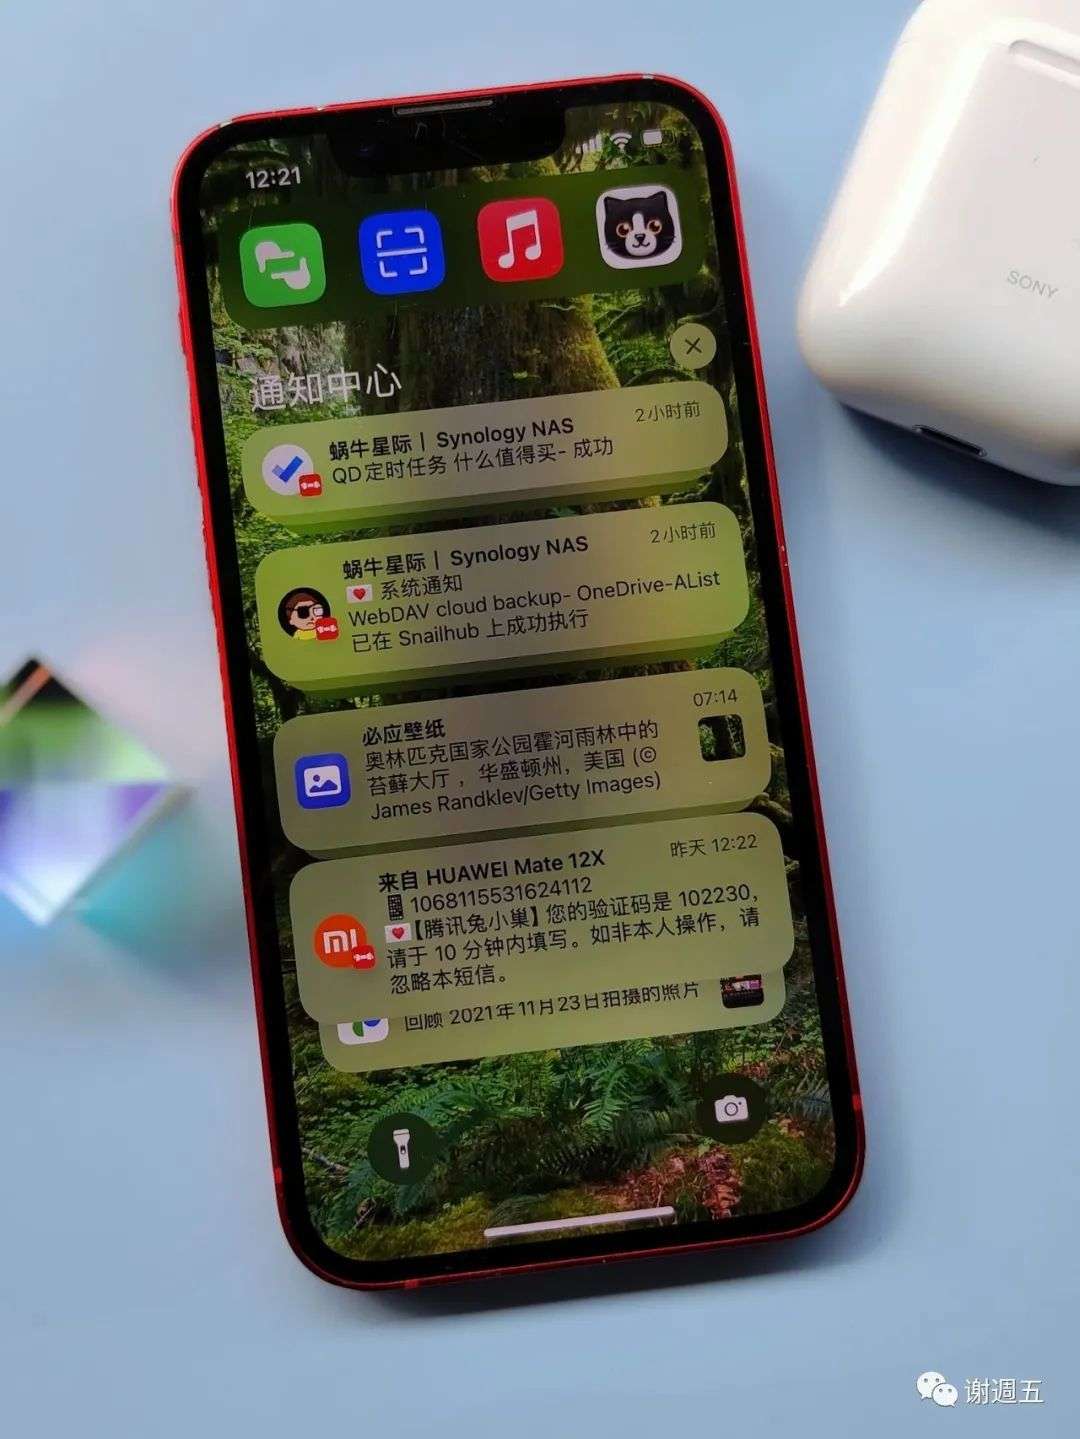 12:21
通知中心
蜗牛星际丨Synology NAS
2小时前
QD定时任务 什么值得买- 成功
蜗牛星际丨Synology NAS
2小时前
💌 系统通知
WebDAV cloud backup- OneDrive-AList
已在 Snailhub 上成功执行
必应壁纸
07:14
奥林匹克国家公园霍河雨林中的
苔藓大厅 ，华盛顿州，美国 (©
James Randklev/Getty Images)
来自 HUAWEI Mate 12X
昨天 12:22
1068115531624112
💌【腾讯兔小巢】您的验证码是 102230，
请于 10 分钟内填写。如非本人操作，请
忽略本短信。
回顾 2021年11月23日拍摄的照片
SONY
谢週五